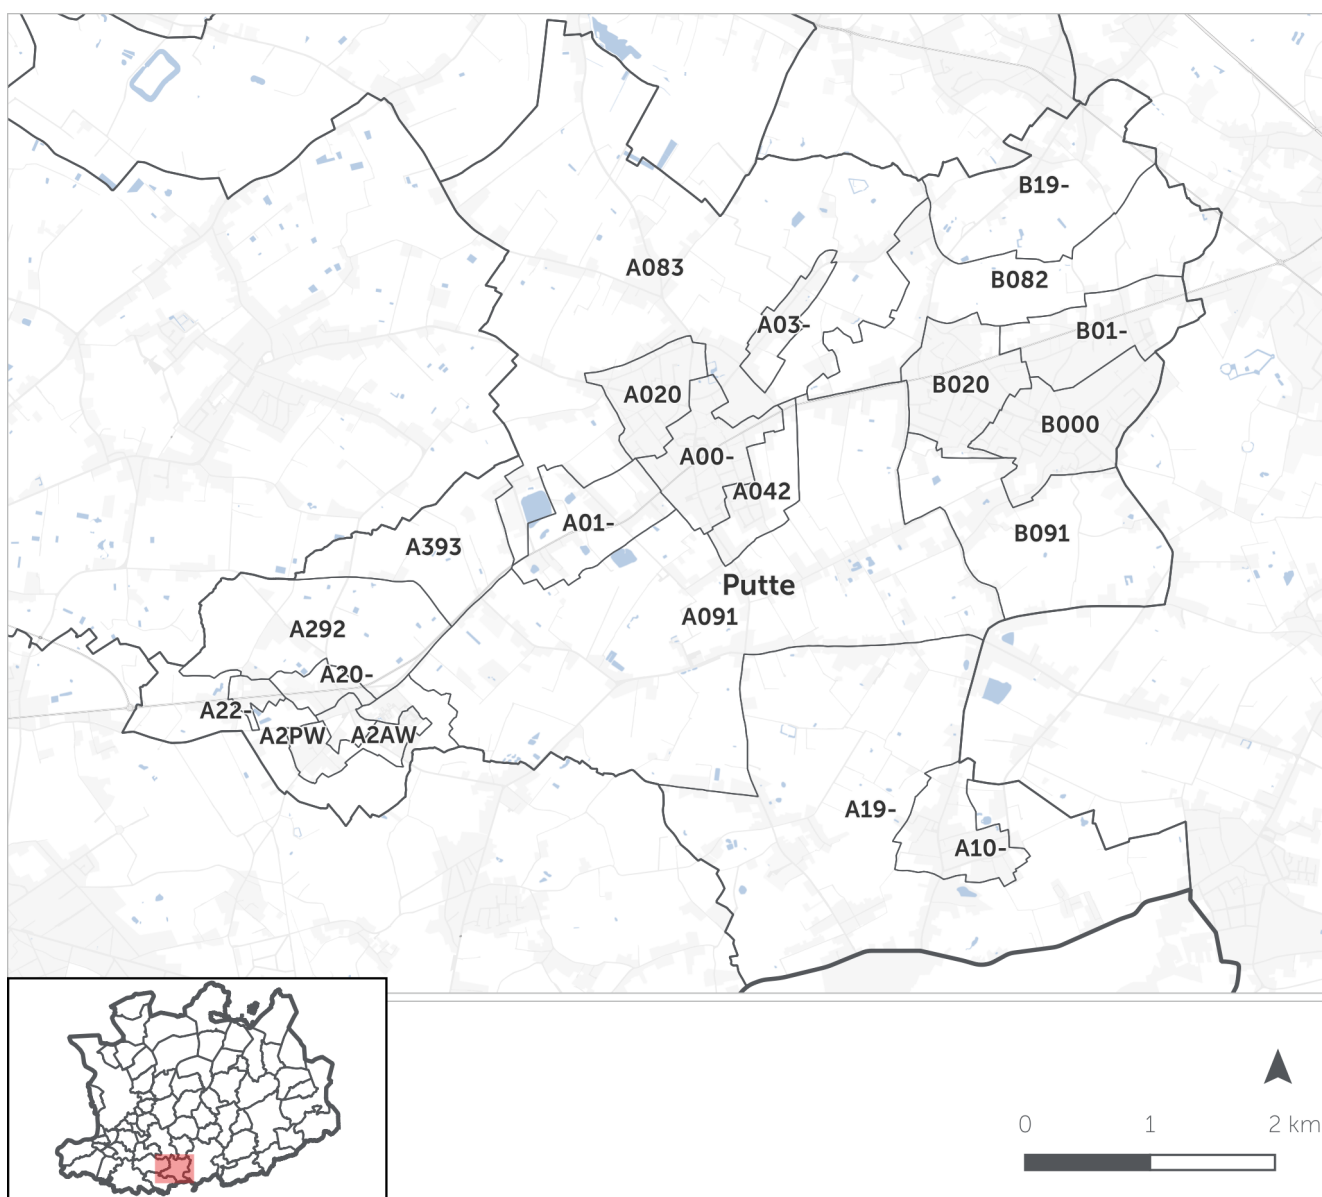 B19-
A083
B082
A03-
B01-
A020
B020
B000
A00-
A042
A01-
B091
A393
Putte
A091
A292
A20-
A22-
A2PW
A2AW
A19-
A10-
0 1 2 km